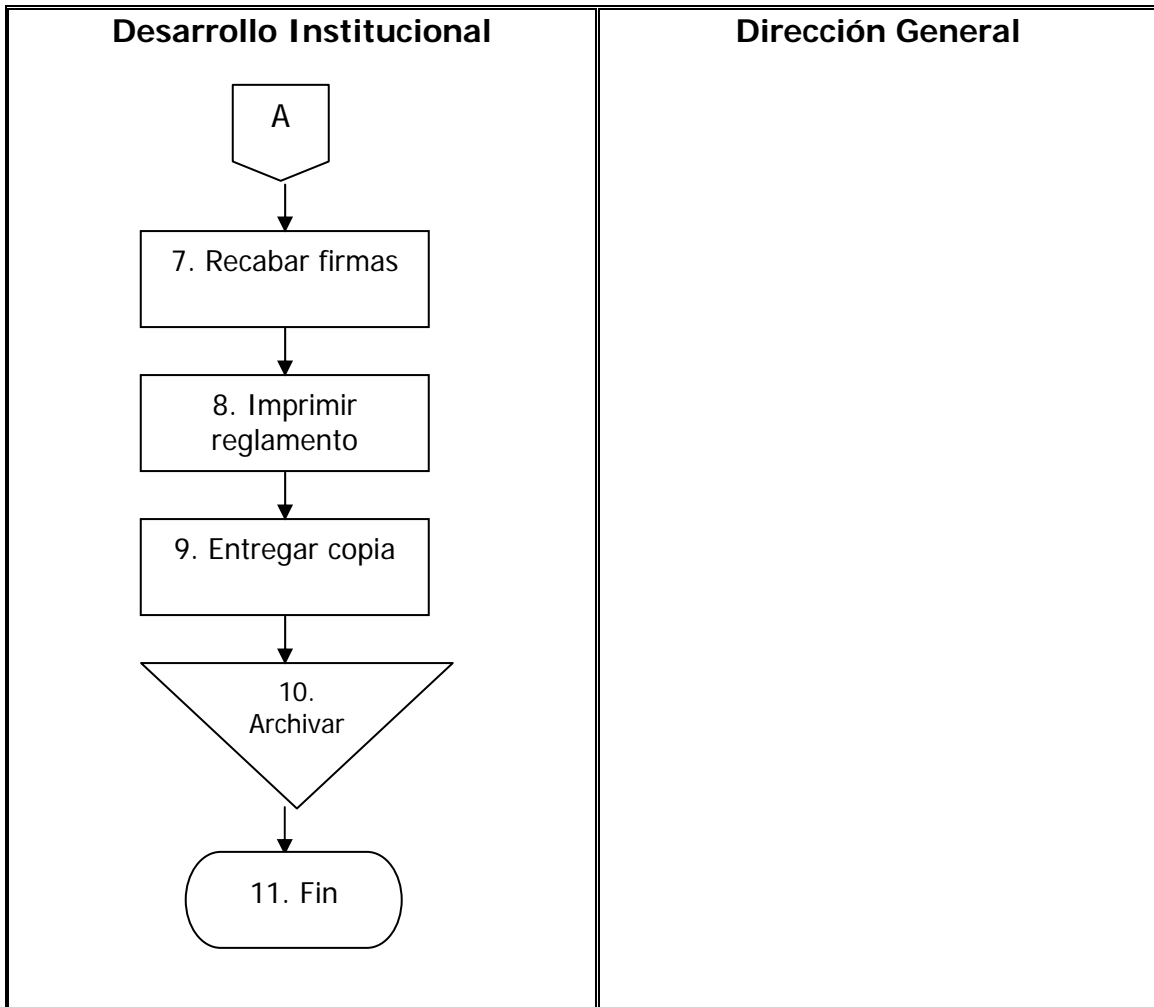 Desarrollo Institucional
Dirección General
A
7. Recabar firmas
8. Imprimir
reglamento
9. Entregar copia
10.
Archivar
11. Fin